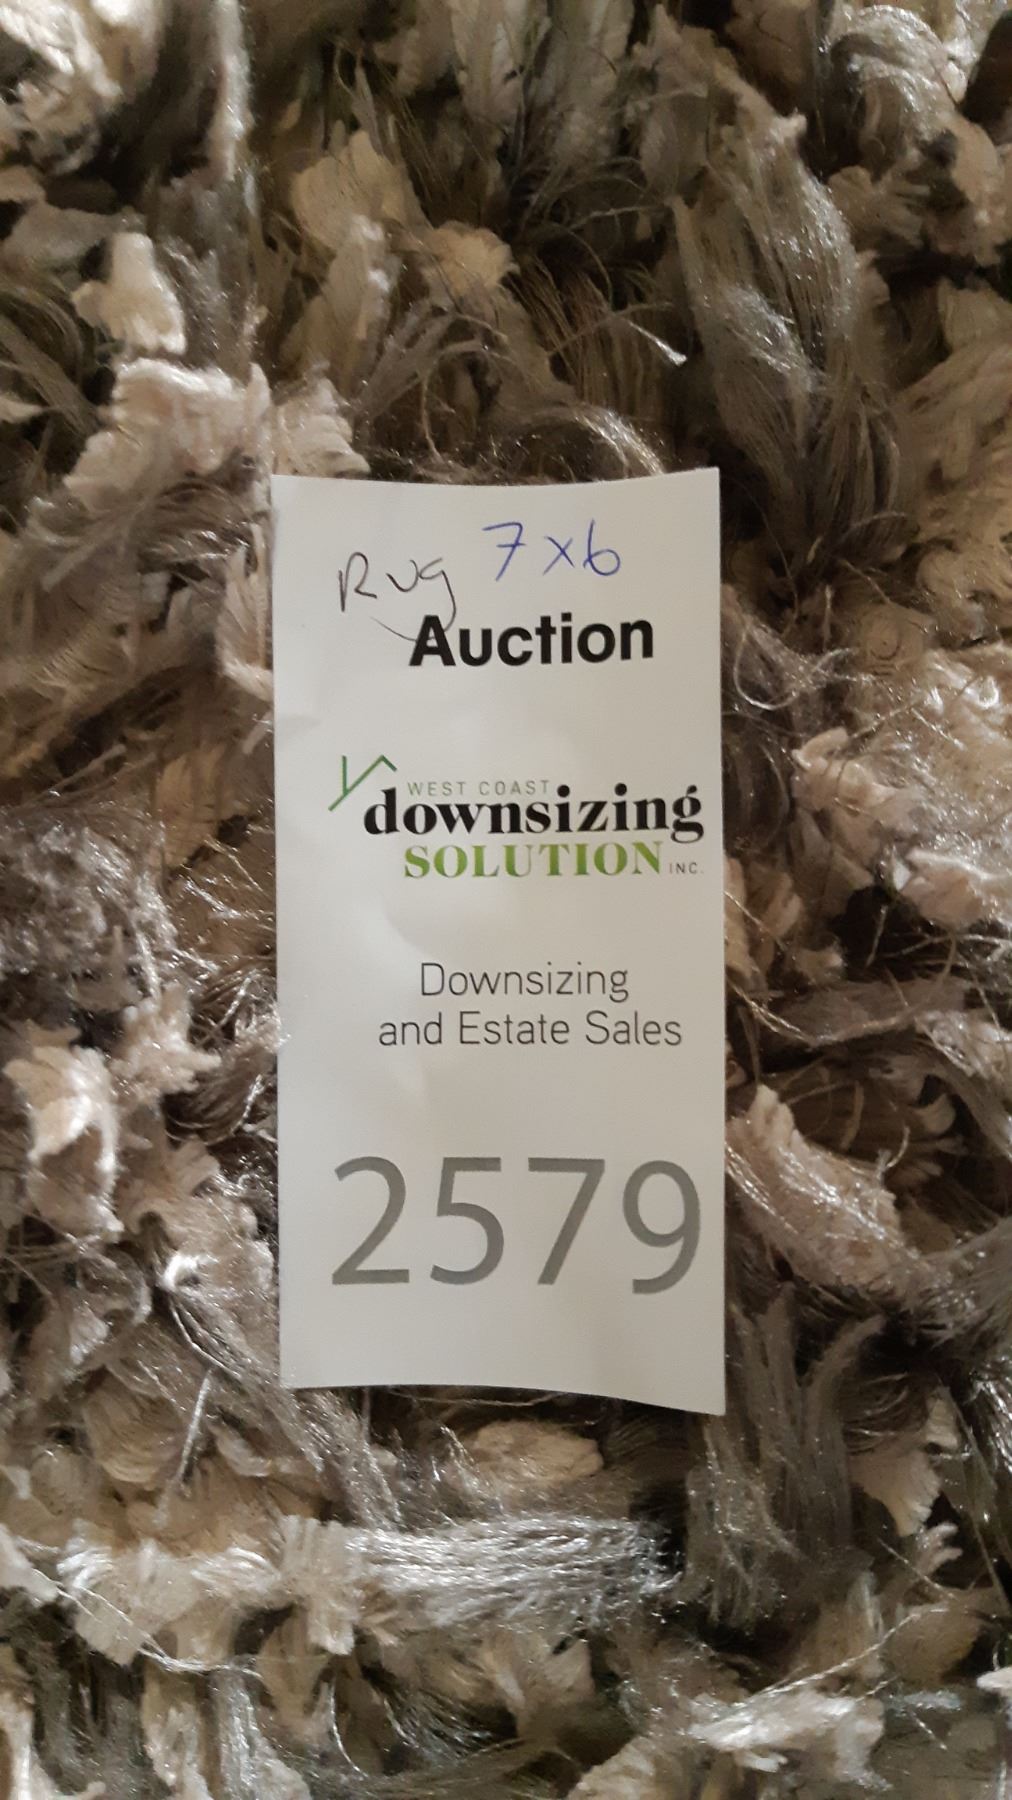 Rug 7x6
Auction
WEST COAST
downsizing
SOLUTION INC.
Downsizing
and Estate Sales
2579